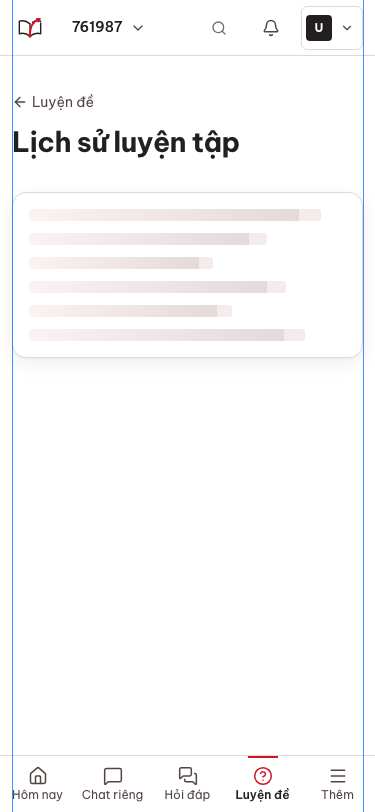 761987
U
Luyện đề
Lịch sử luyện tập
Hôm nay
Chat riêng
Hỏi đáp
Luyện đề
Thêm